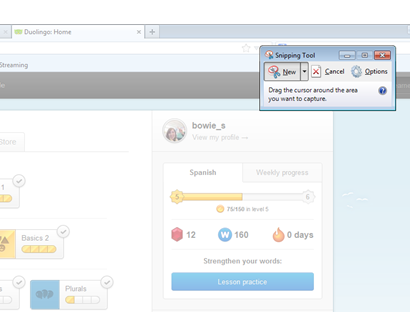 Duolingo: Home
Streaming
Snipping Tool
New
Cancel
Options
Drag the cursor around the area
you want to capture.
Store
bowie_s
View my profile →
Spanish
Weekly progress
5
6
75/150 in level 5
12
W 160
0 days
Strengthen your words:
Lesson practice
1
Basics 2
s
Plurals